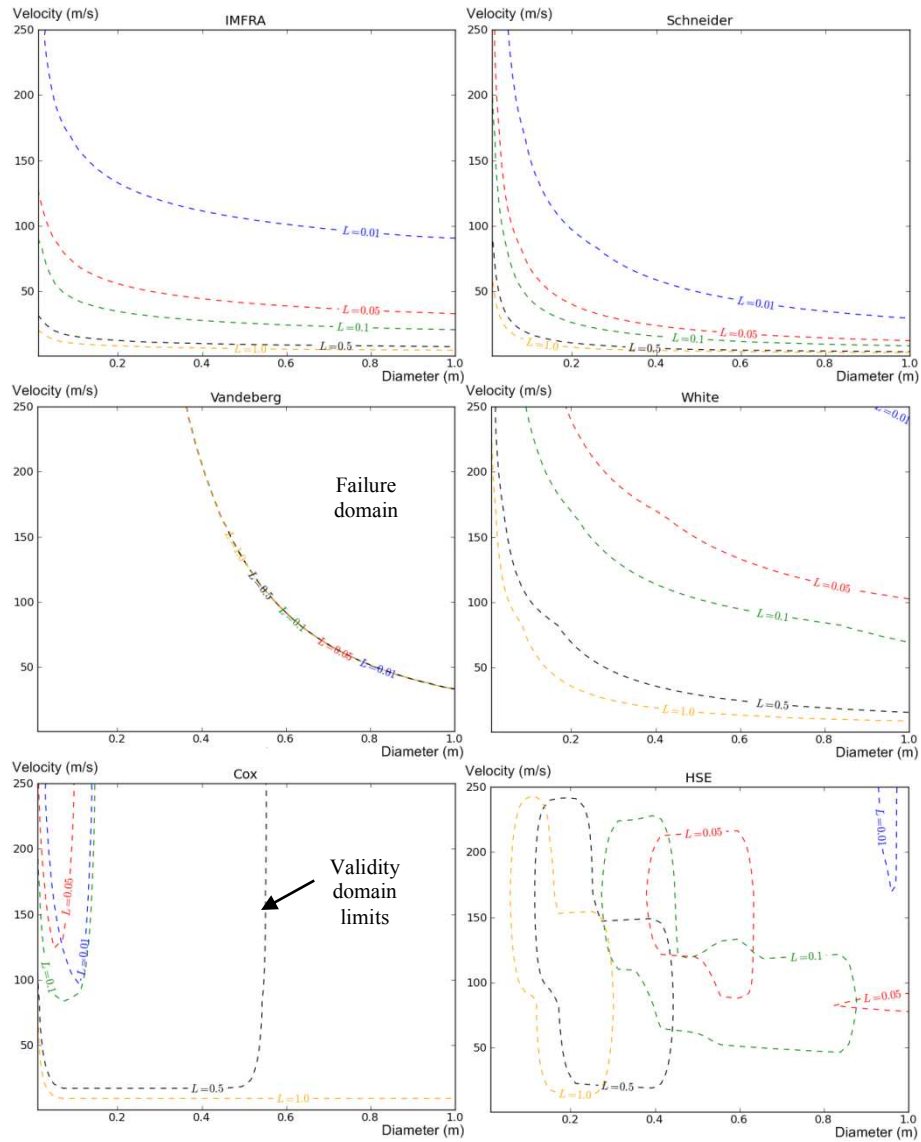 Velocity (m/s)
IMFRA
250
200
150
100
50
L=0.01
L=0.05
L=0.1
L=0.5
L=1.0
0.2
0.4
0.6
0.8
1.0
Diameter (m)
Velocity (m/s)
Schneider
250
200
150
100
50
L=0.01
L=0.05
L=0.1
L=0.5
L=1.0
0.2
0.4
0.6
0.8
1.0
Diameter (m)
Velocity (m/s)
Vandeberg
250
200
150
100
50
Failure
domain
L=1.0
L=0.5
L=0.1
L=0.05
L=0.01
0.2
0.4
0.6
0.8
1.0
Diameter (m)
Velocity (m/s)
White
250
200
150
100
50
L=0.01
L=0.05
L=0.1
L=0.5
L=1.0
0.2
0.4
0.6
0.8
1.0
Diameter (m)
Velocity (m/s)
Cox
250
200
150
100
50
L=0.05
L=0.01
L=0.1
Validity
domain
limits
L=0.5
L=1.0
0.2
0.4
0.6
0.8
1.0
Diameter (m)
Velocity (m/s)
HSE
250
200
150
100
50
L=0.01
L=0.05
L=0.1
L=0.05
L=0.5
L=1.0
0.2
0.4
0.6
0.8
1.0
Diameter (m)